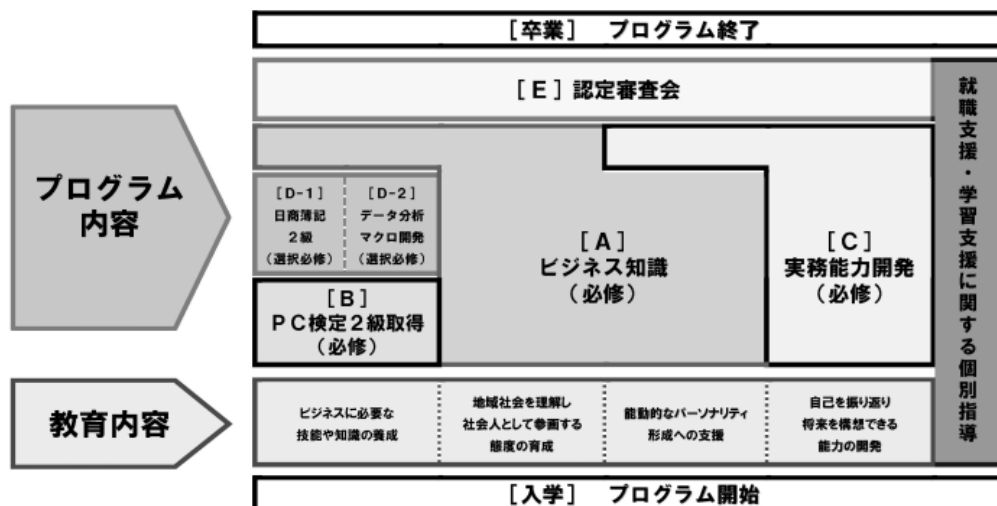 [卒業] プログラム終了
[E]認定審査会
プログラム
内容
[D-1]
日商簿記
2級
(選択必修)
[D-2]
データ分析
マクロ開発
(選択必修)
[B]
PC検定2級取得
(必修)
[A]
ビジネス知識
(必修)
[C]
実務能力開発
(必修)
就職支援・学習支援に関する個別指導
教育内容
ビジネスに必要な
技能や知識の養成
地域社会を理解し
社会人として参画する
態度の育成
能動的なパーソナリティ
形成への支援
自己を振り返り
将来を構想できる
能力の開発
[入学] プログラム開始